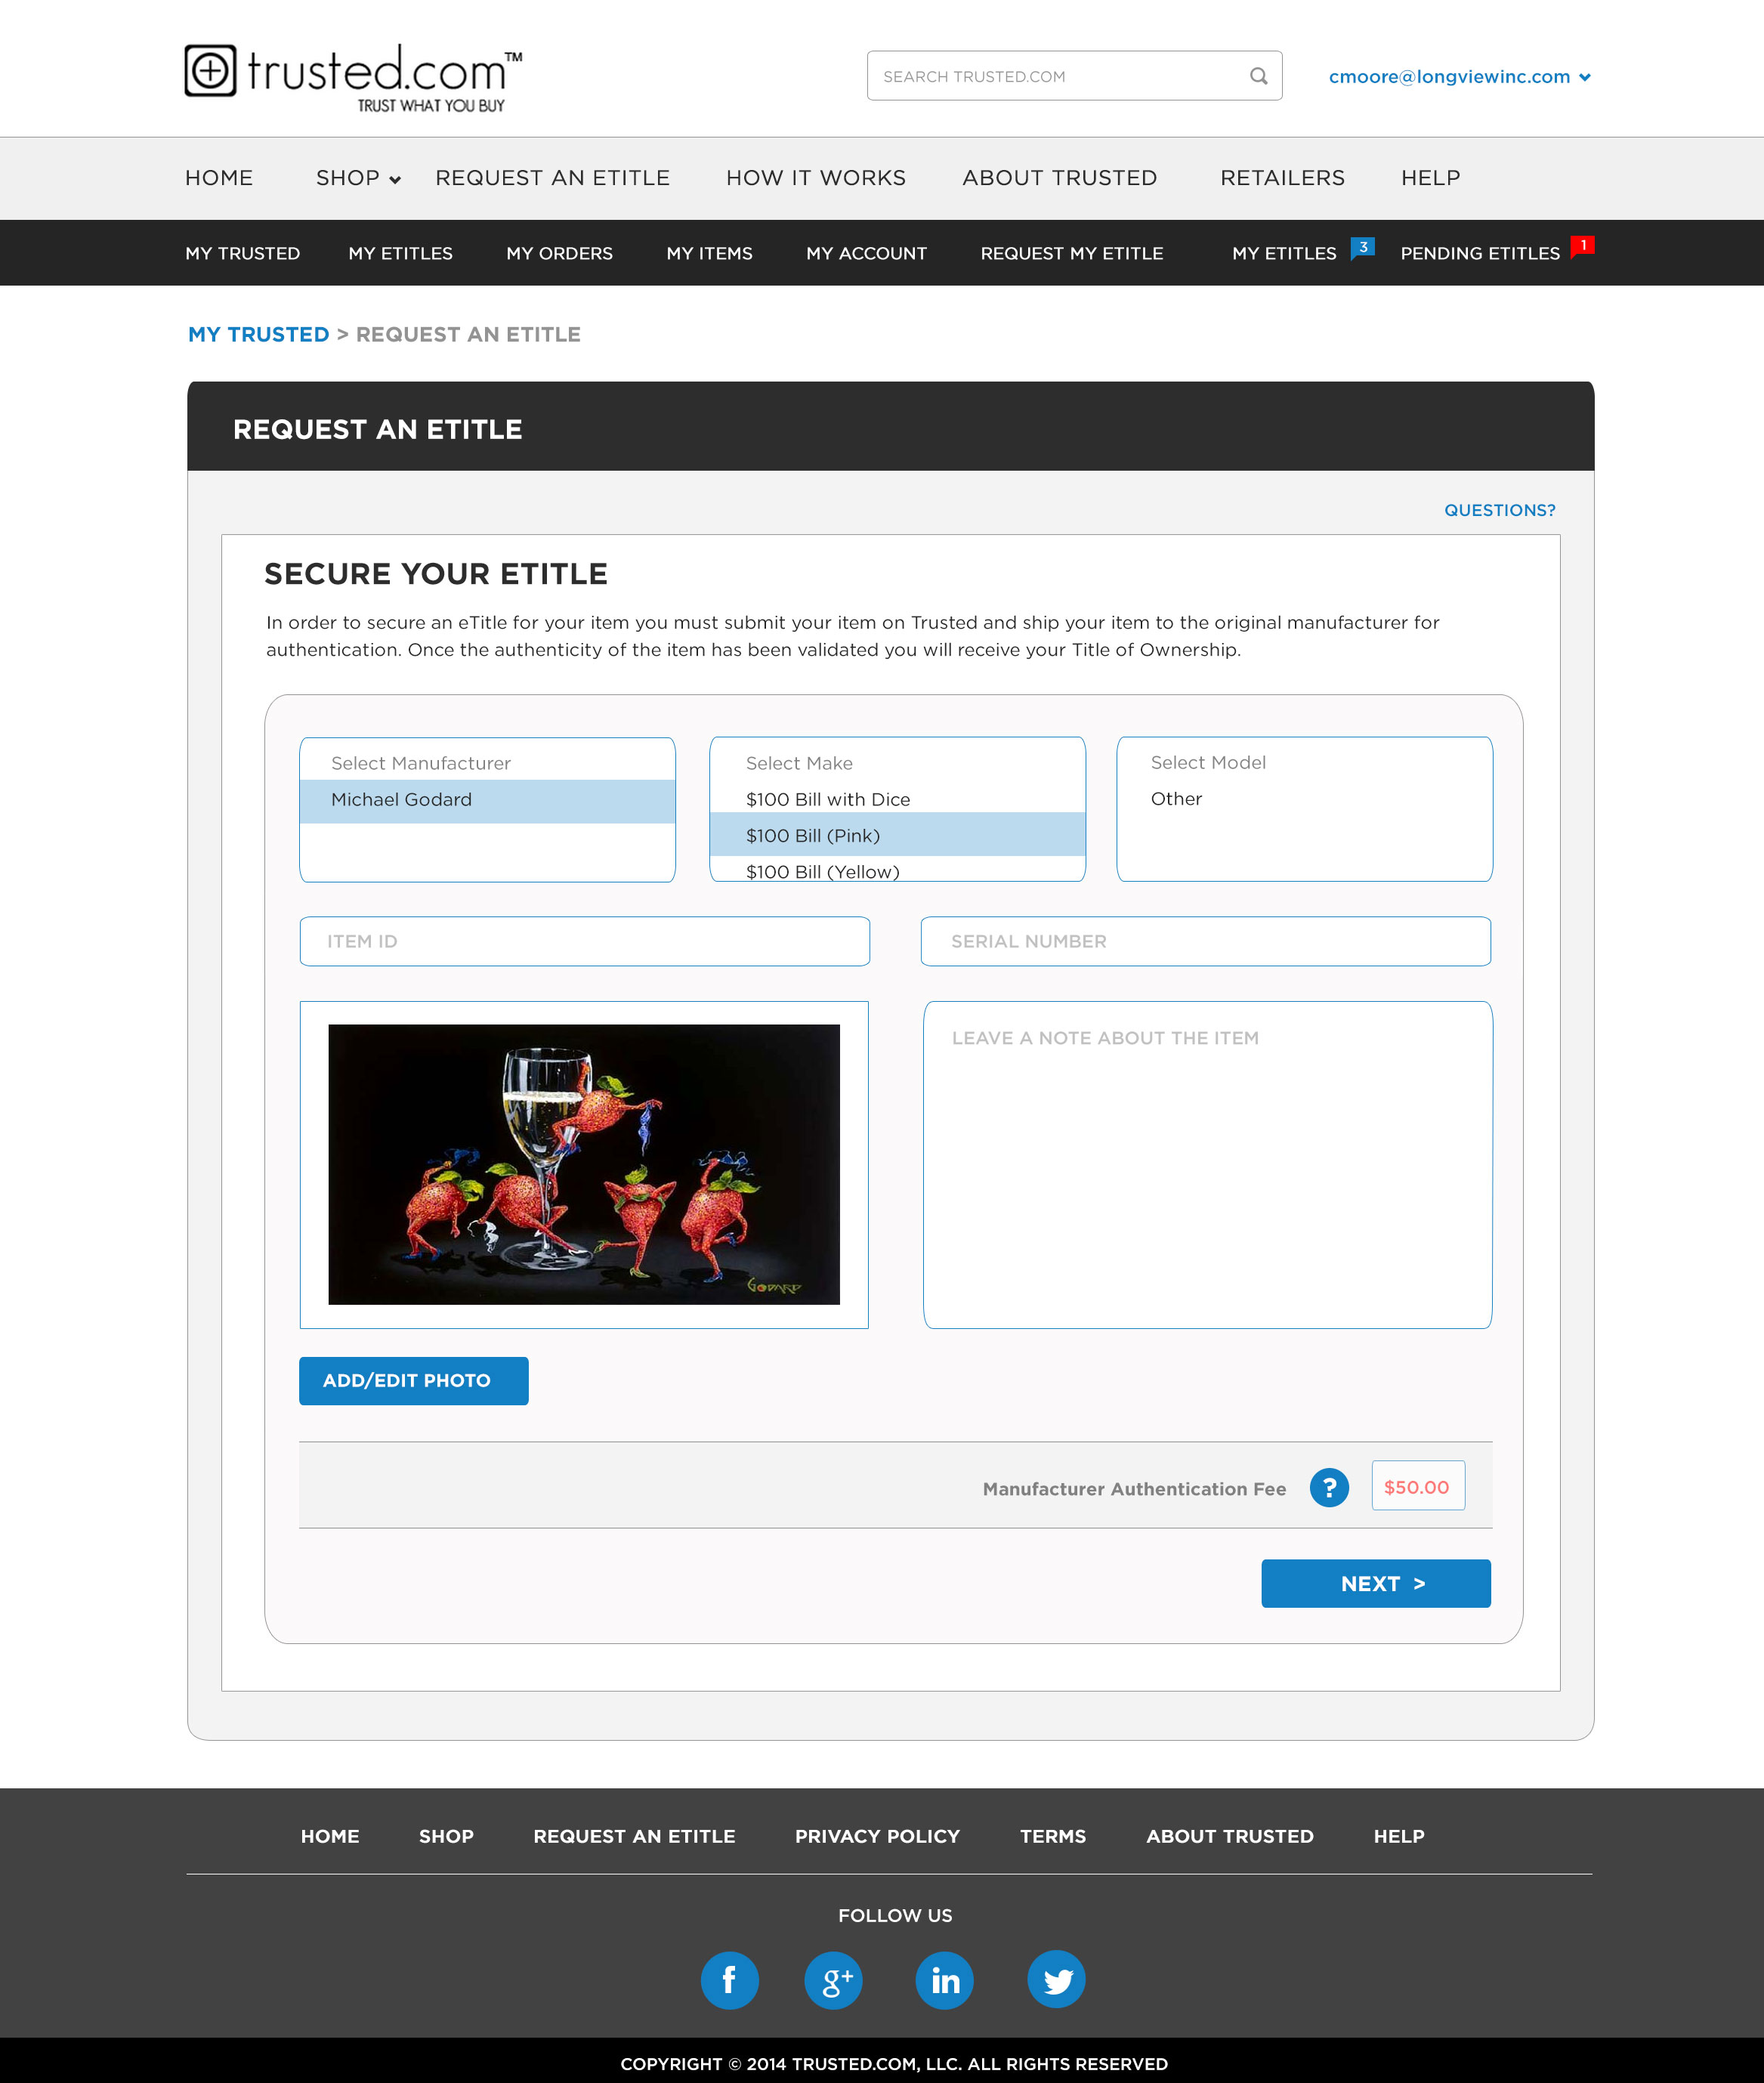 trusted.com™
TRUST WHAT YOU BUY
SEARCH TRUSTED.COM
cmoore@longviewinc.com
HOME SHOP REQUEST AN ETITLE HOW IT WORKS ABOUT TRUSTED RETAILERS HELP
MY TRUSTED MY ETITLES MY ORDERS MY ITEMS MY ACCOUNT REQUEST MY ETITLE MY ETITLES 3 PENDING ETITLES 1
MY TRUSTED > REQUEST AN ETITLE
REQUEST AN ETITLE
QUESTIONS?
SECURE YOUR ETITLE
In order to secure an eTitle for your item you must submit your item on Trusted and ship your item to the original manufacturer for
authentication. Once the authenticity of the item has been validated you will receive your Title of Ownership.
Select Manufacturer
Michael Godard
Select Make
$100 Bill with Dice
$100 Bill (Pink)
$100 Bill (Yellow)
Select Model
Other
ITEM ID
SERIAL NUMBER
GODARD
LEAVE A NOTE ABOUT THE ITEM
ADD/EDIT PHOTO
Manufacturer Authentication Fee ? $50.00
NEXT >
HOME SHOP REQUEST AN ETITLE PRIVACY POLICY TERMS ABOUT TRUSTED HELP
FOLLOW US
f g+ in
COPYRIGHT © 2014 TRUSTED.COM, LLC. ALL RIGHTS RESERVED